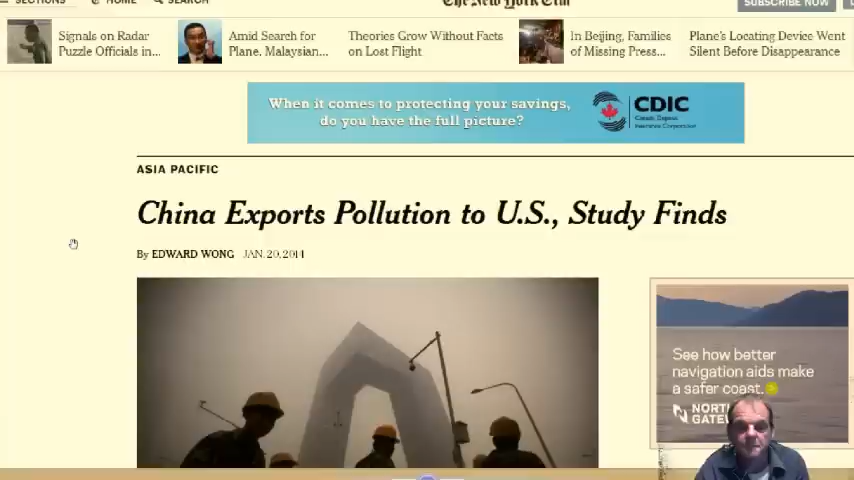 SECTIONS
HOME
SEARCH
The New York Times
SUBSCRIBE NOW
Signals on Radar
Puzzle Officials in...
Amid Search for
Plane, Malaysian...
Theories Grow Without Facts
on Lost Flight
In Beijing, Families
of Missing Press...
Plane's Locating Device Went
Silent Before Disappearance
When it comes to protecting your savings,
do you have the full picture?
CDIC
Canada Deposit
Insurance Corporation
ASIA PACIFIC
China Exports Pollution to U.S., Study Finds
By EDWARD WONG JAN. 20, 2014
See how better
navigation aids make
a safer coast.